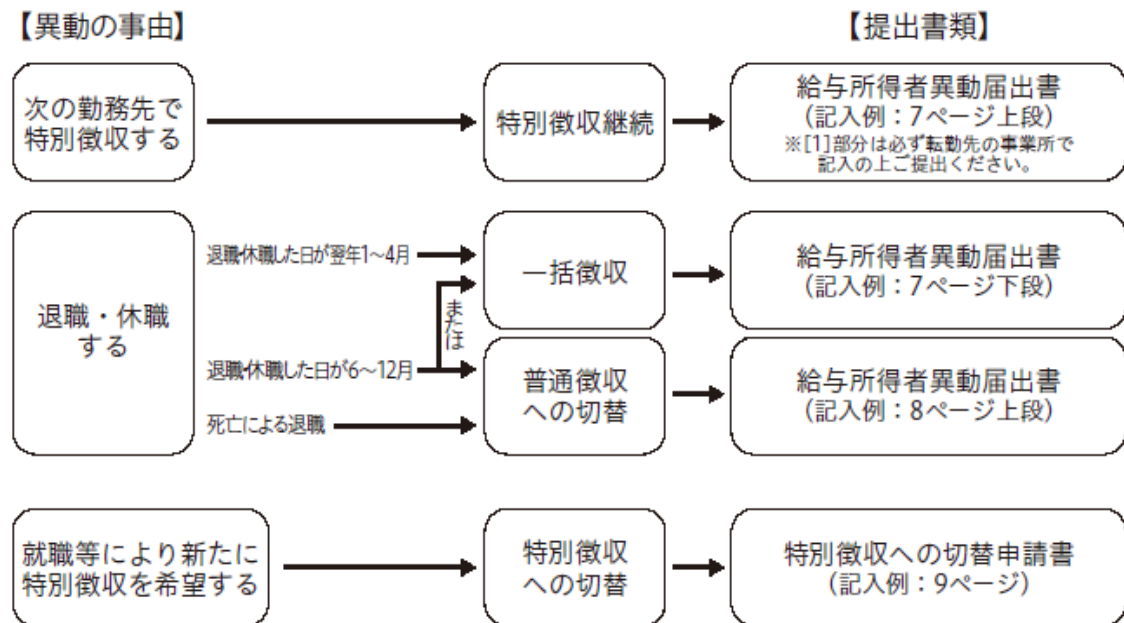 【異動の事由】
【提出書類】
次の勤務先で
特別徴収する
特別徴収継続
給与所得者異動届出書
(記入例：7ページ上段)
※[1]部分は必ず転勤先の事業所で
記入の上ご提出ください。
退職・休職
する
退職・休職した日が翌年1～4月
一括徴収
給与所得者異動届出書
(記入例：7ページ下段)
または
退職・休職した日が6～12月
普通徴収
への切替
給与所得者異動届出書
(記入例：8ページ上段)
死亡による退職
就職等により新たに
特別徴収を希望する
特別徴収
への切替
特別徴収への切替申請書
(記入例：9ページ)